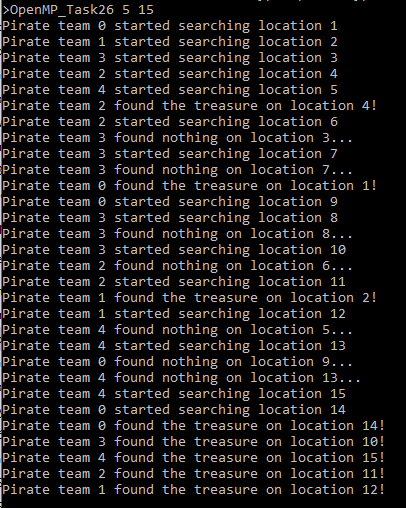 >OpenMP_Task26 5 15
Pirate team 0 started searching location 1
Pirate team 1 started searching location 2
Pirate team 3 started searching location 3
Pirate team 2 started searching location 4
Pirate team 4 started searching location 5
Pirate team 2 found the treasure on location 4!
Pirate team 2 started searching location 6
Pirate team 3 found nothing on location 3...
Pirate team 3 started searching location 7
Pirate team 3 found nothing on location 7...
Pirate team 0 found the treasure on location 1!
Pirate team 0 started searching location 9
Pirate team 3 started searching location 8
Pirate team 3 found nothing on location 8...
Pirate team 3 started searching location 10
Pirate team 2 found nothing on location 6...
Pirate team 2 started searching location 11
Pirate team 1 found the treasure on location 2!
Pirate team 1 started searching location 12
Pirate team 4 found nothing on location 5...
Pirate team 4 started searching location 13
Pirate team 0 found nothing on location 9...
Pirate team 4 found nothing on location 13...
Pirate team 4 started searching location 15
Pirate team 0 started searching location 14
Pirate team 0 found the treasure on location 14!
Pirate team 3 found the treasure on location 10!
Pirate team 4 found the treasure on location 15!
Pirate team 2 found the treasure on location 11!
Pirate team 1 found the treasure on location 12!